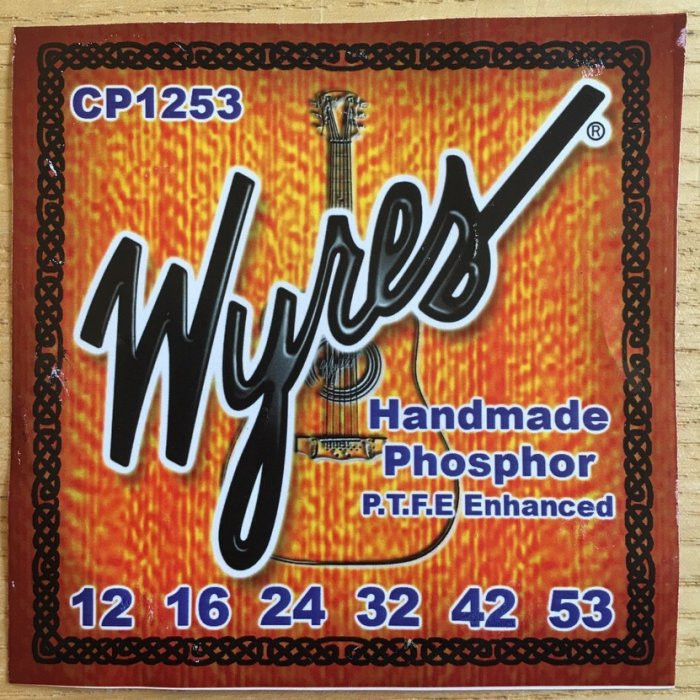 CP1253
Wyres®
Handmade
Phosphor
P.T.F.E Enhanced
12 16 24 32 42 53